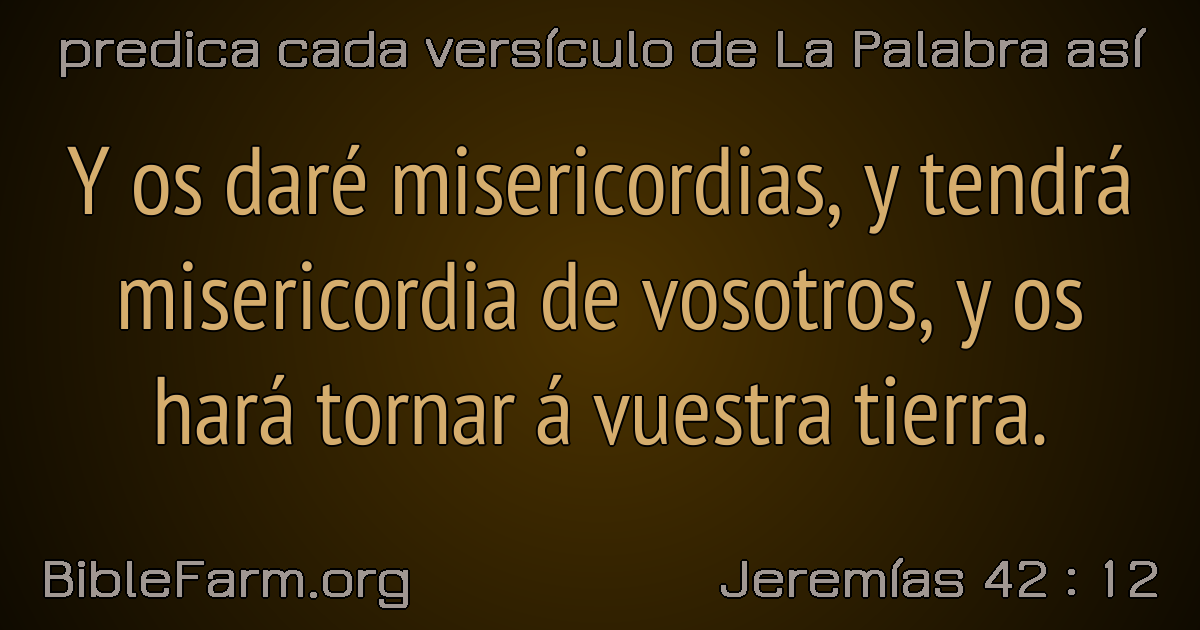 predica cada versículo de La Palabra así
Y os daré misericordias, y tendrá
misericordia de vosotros, y os
hará tornar á vuestra tierra.
BibleFarm.org
Jeremías 42 : 12